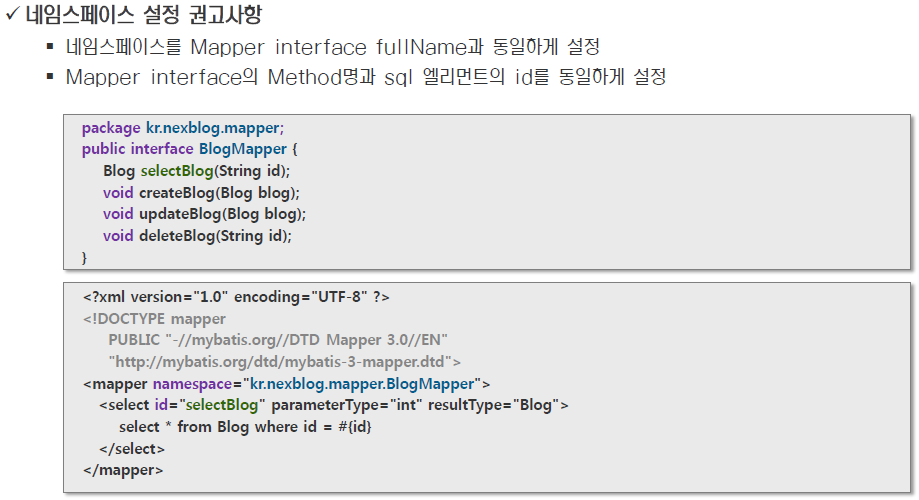 ✓ 네임스페이스 설정 권고사항
▪ 네임스페이스를 Mapper interface fullName과 동일하게 설정
▪ Mapper interface의 Method명과 sql 엘리먼트의 id를 동일하게 설정
package kr.nexblog.mapper;
public interface BlogMapper {
Blog selectBlog(String id);
void createBlog(Blog blog);
void updateBlog(Blog blog);
void deleteBlog(String id);
}
<?xml version="1.0" encoding="UTF-8" ?>
<!DOCTYPE mapper
PUBLIC "-//mybatis.org//DTD Mapper 3.0//EN"
"http://mybatis.org/dtd/mybatis-3-mapper.dtd">
<mapper namespace="kr.nexblog.mapper.BlogMapper">
<select id="selectBlog" parameterType="int" resultType="Blog">
select * from Blog where id = #{id}
</select>
</mapper>